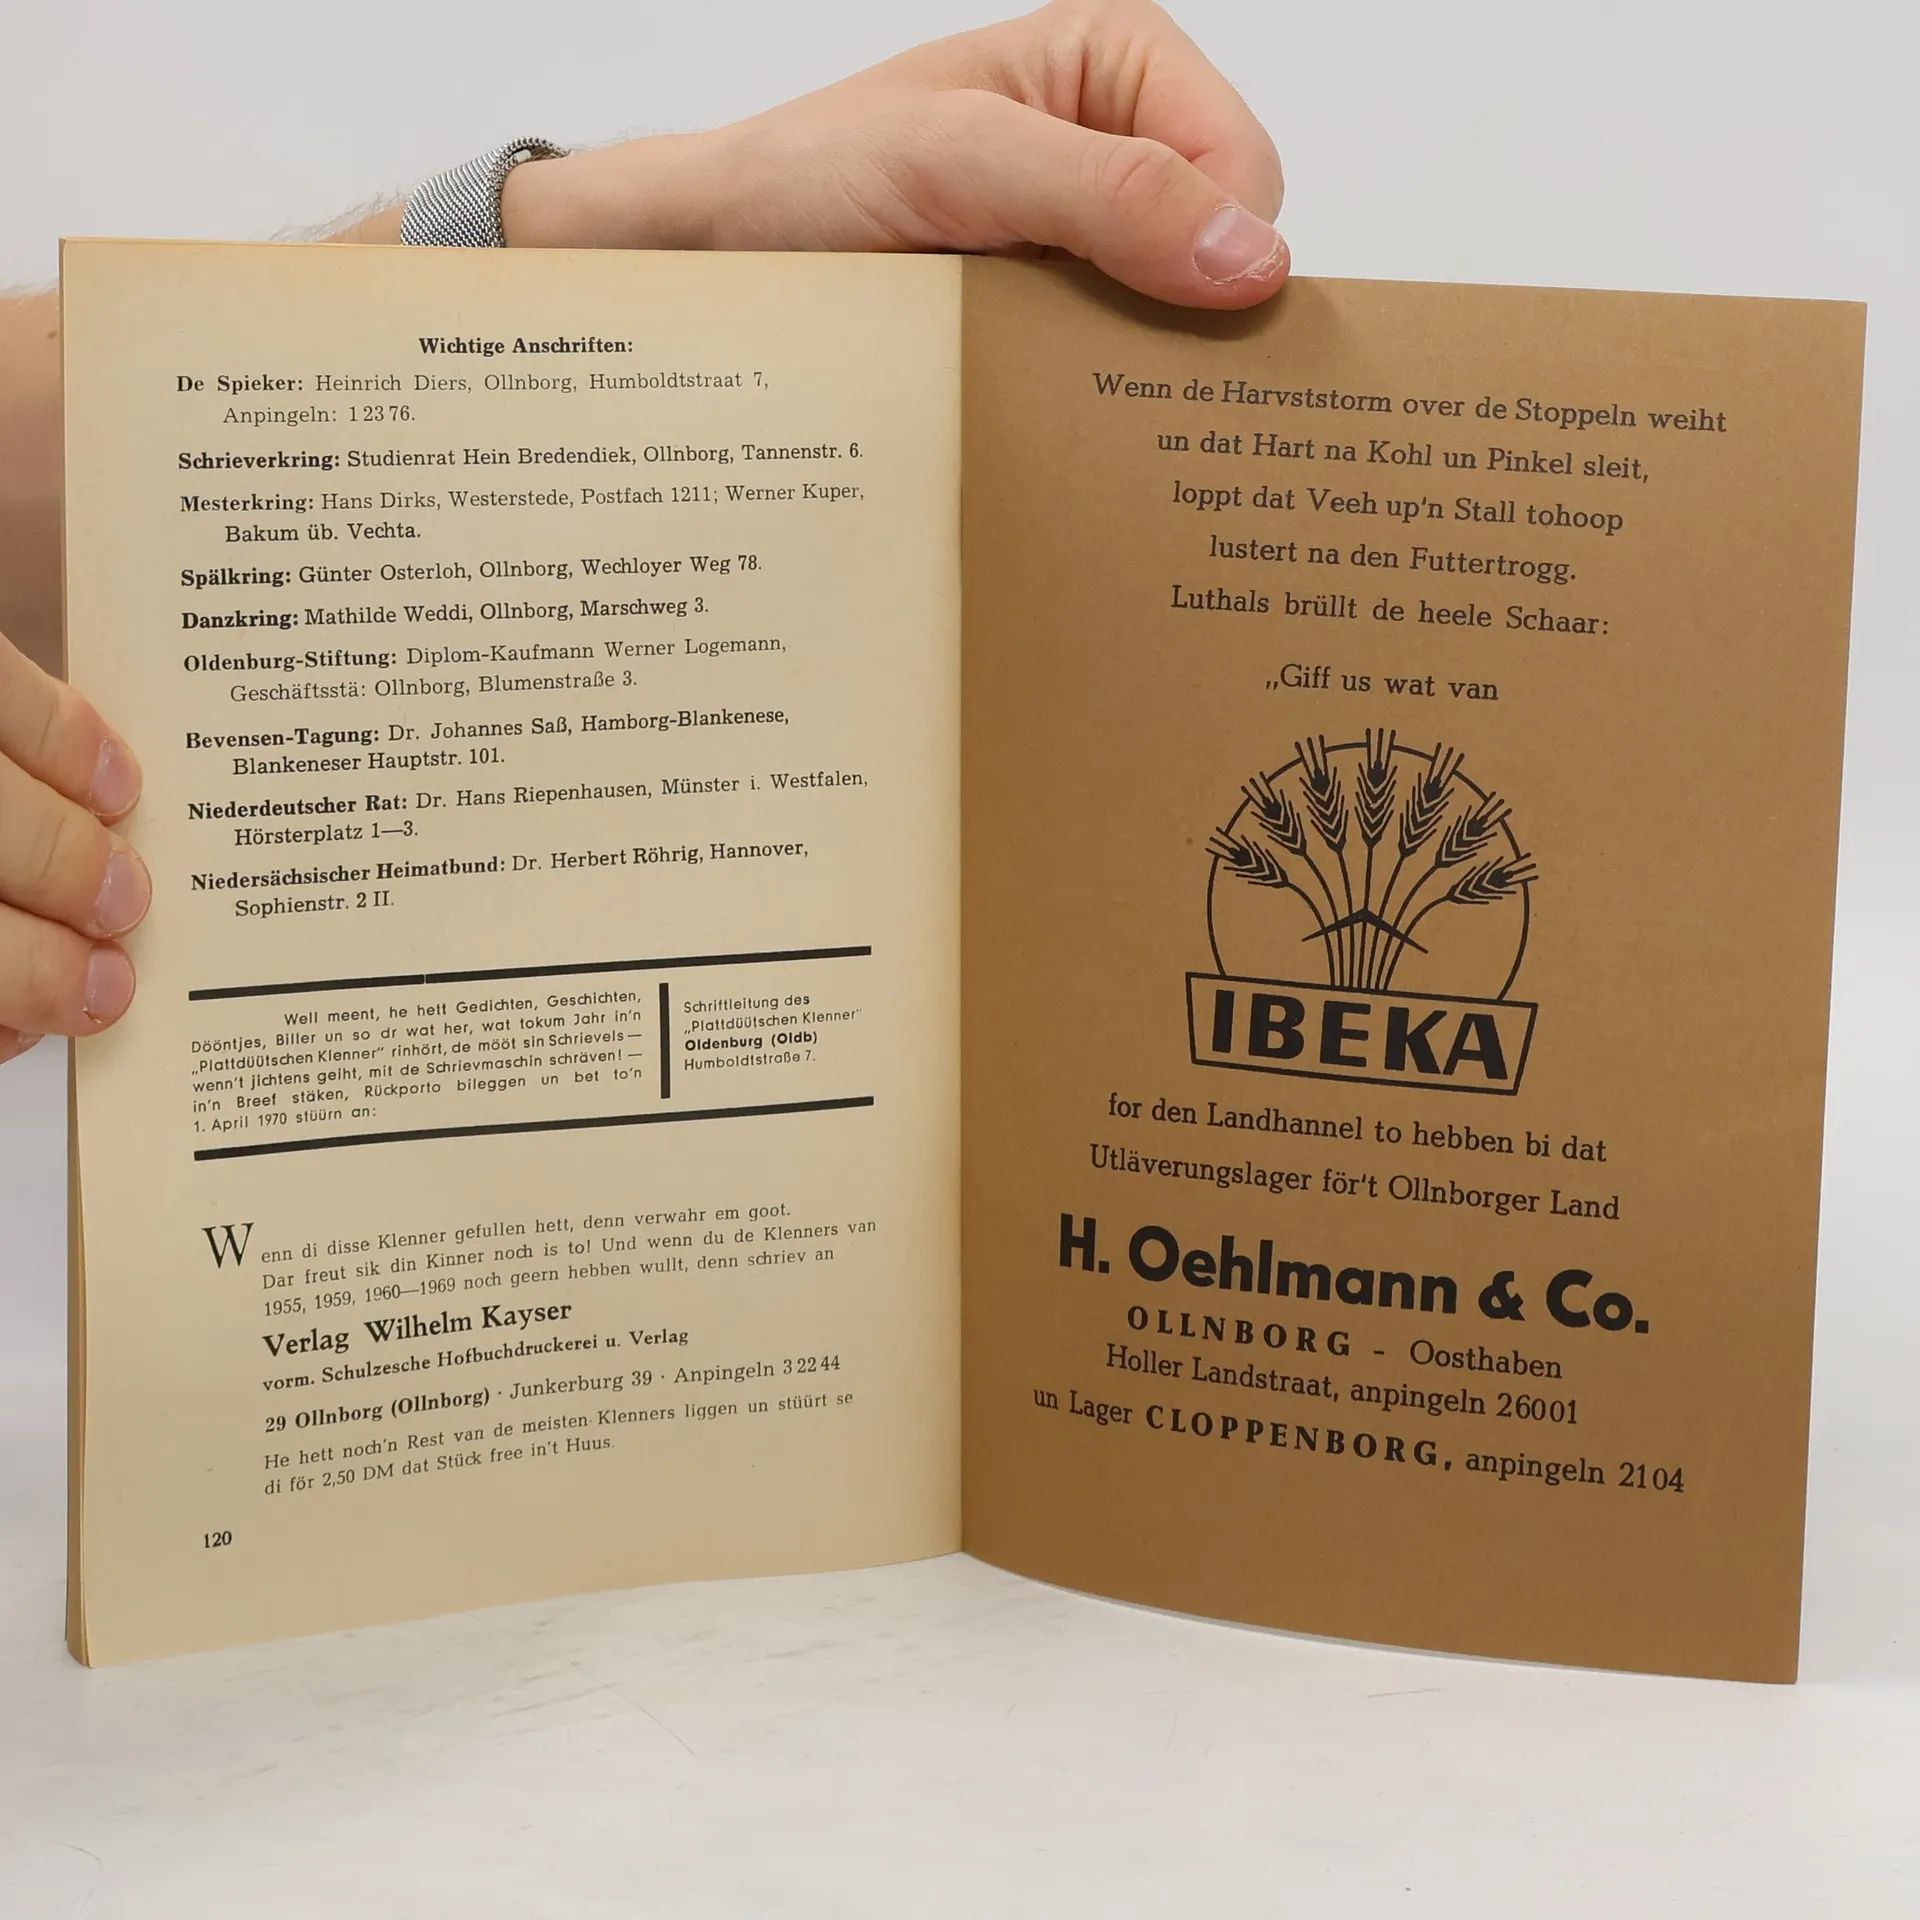 Wichtige Anschriften:
De Spieker: Heinrich Diers, Ollnborg, Humboldtstraat 7,
Anpingeln: 1 23 76.
Schrieverkring: Studienrat Hein Bredendiek, Ollnborg, Tannenstr. 6.
Mesterkring: Hans Dirks, Westerstede, Postfach 1211; Werner Kuper,
Bakum üb. Vechta.
Spälkring: Günter Osterloh, Ollnborg, Wechloyer Weg 78.
Danzkring: Mathilde Weddi, Ollnborg, Marschweg 3.
Oldenburg-Stiftung: Diplom-Kaufmann Werner Logemann,
Geschäftsstä: Ollnborg, Blumenstraße 3.
Bevensen-Tagung: Dr. Johannes Saß, Hamborg-Blankenese,
Blankeneser Hauptstr. 101.
Niederdeutscher Rat: Dr. Hans Riepenhausen, Münster i. Westfalen,
Hörsterplatz 1—3.
Niedersächsischer Heimatbund: Dr. Herbert Röhrig, Hannover,
Sophienstr. 2 II.
Well meent, he hett Gedichten, Geschichten,
Dööntjes, Biller un so dr wat her, wat tokum Jahr in'n
„Plattdüütschen Klenner" rinhört, de mööt sin Schrievels —
wenn't jichtens geiht, mit de Schrievmaschin schräven! —
in'n Breef stäken, Rückporto bileggen un bet to'n
1. April 1970 stüürn an:
Schriftleitung des
„Plattdüütschen Klenner"
Oldenburg (Oldb)
Humboldtstraße 7.
Wenn di disse Klenner gefullen hett, denn verwahr em goot.
Dar freut sik din Kinner noch is to! Und wenn du de Klenners van
1955, 1959, 1960—1969 noch geern hebben wullt, denn schriev an
Verlag Wilhelm Kayser
vorm. Schulzesche Hofbuchdruckerei u. Verlag
29 Ollnborg (Ollnborg) · Junkerburg 39 · Anpingeln 3 22 44
He hett noch'n Rest van de meisten Klenners liggen un stüürt se
di för 2,50 DM dat Stück free in't Huus.
120
Wenn de Harvststorm over de Stoppeln weiht
un dat Hart na Kohl un Pinkel sleit,
loppt dat Veeh up'n Stall tohoop
lustert na den Futtertrogg.
Luthals brüllt de heele Schaar:
„Giff us wat van
IBEKA
for den Landhannel to hebben bi dat
Utläverungslager för't Ollnborger Land
H. Oehlmann & Co.
OLLNBORG - Oosthaben
Holler Landstraat, anpingeln 26001
un Lager CLOPPENBORG, anpingeln 2104